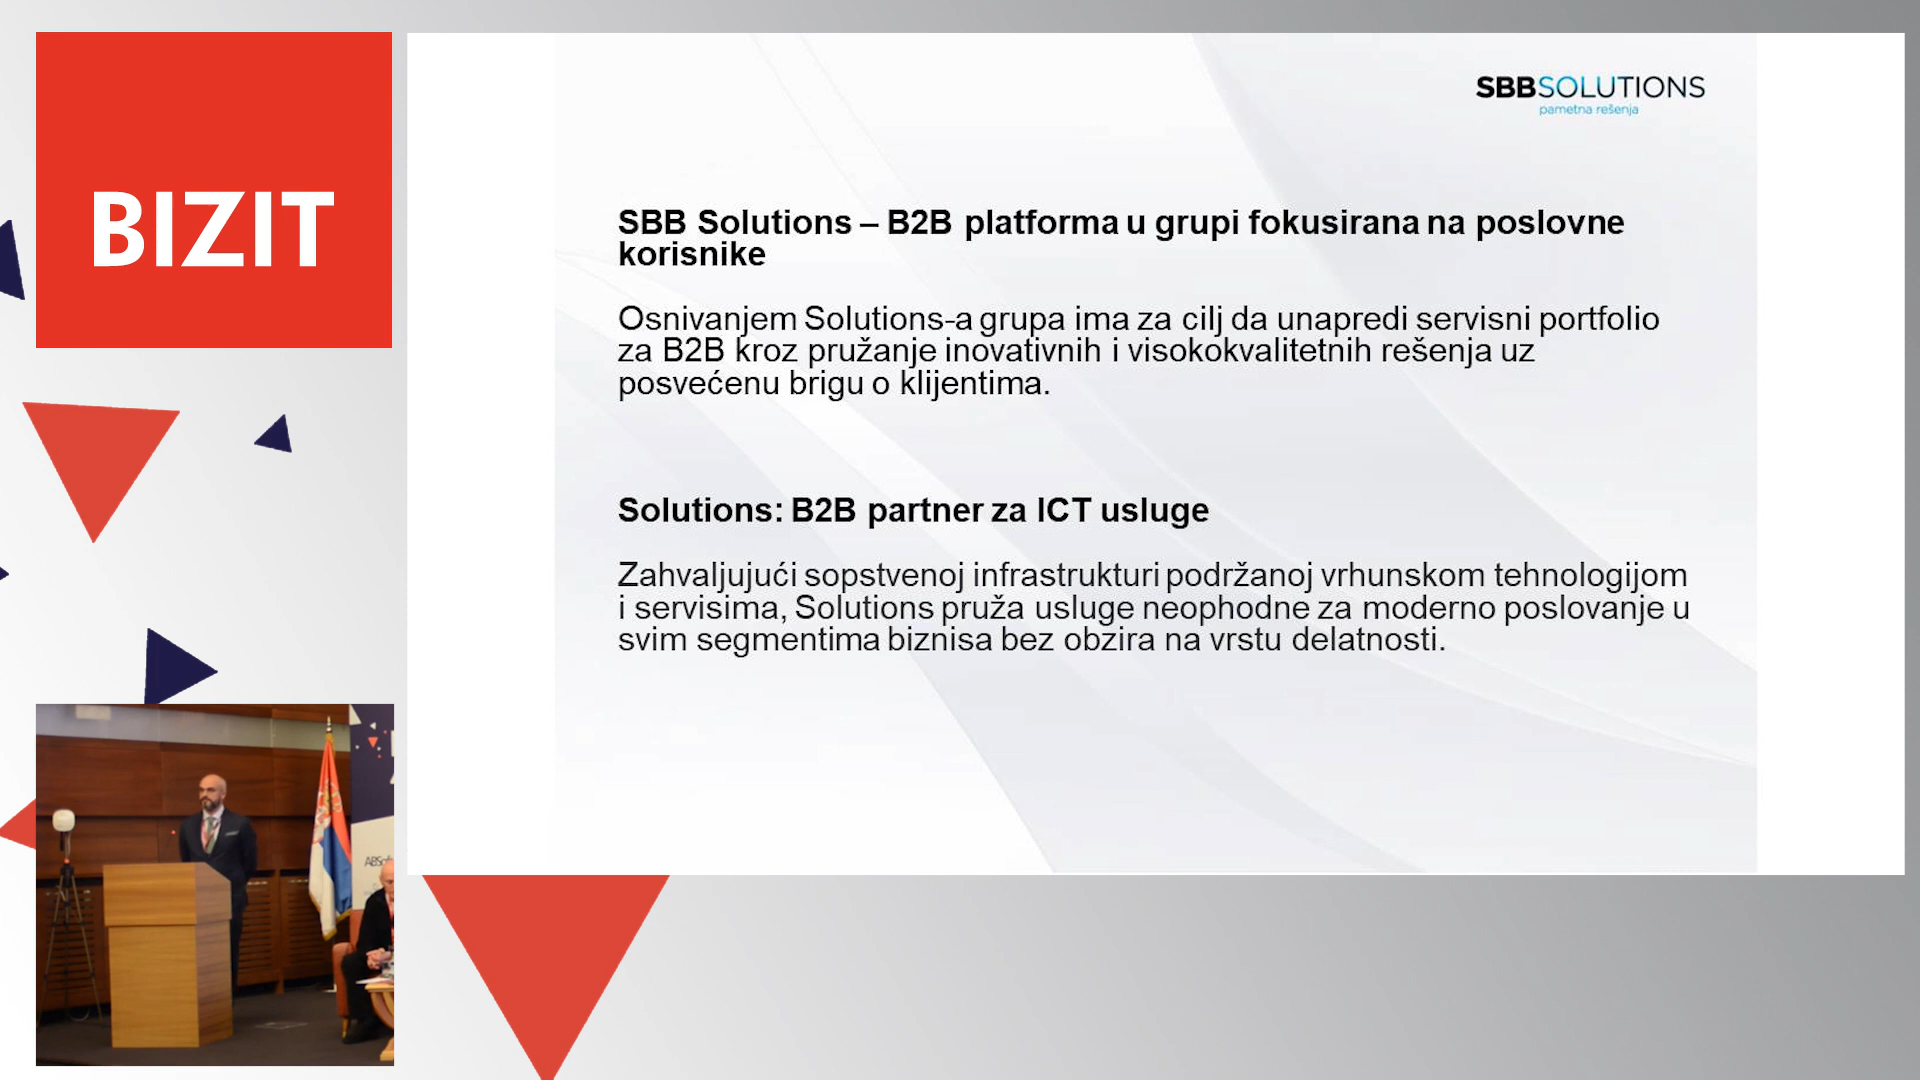 BIZIT
SBBSOLUTIONS
pametna rešenja
SBB Solutions – B2B platforma u grupi fokusirana na poslovne
korisnike
Osnivanjem Solutions-a grupa ima za cilj da unapredi servisni portfolio
za B2B kroz pružanje inovativnih i visokokvalitetnih rešenja uz
posvećenu brigu o klijentima.
Solutions: B2B partner za ICT usluge
Zahvaljujući sopstvenoj infrastrukturi podržanoj vrhunskom tehnologijom
i servisima, Solutions pruža usluge neophodne za moderno poslovanje u
svim segmentima biznisa bez obzira na vrstu delatnosti.